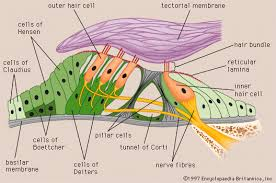 outer hair cell
tectorial membrane
cells of
Hensen
cells of
Claudius
hair bundle
reticular
lamina
inner
hair cell
basilar
membrane
cells of
Boettcher
cells of
Deiters
pillar cells
tunnel of Corti
nerve fibres
©1997 Encyclopaedia Britannica, Inc.